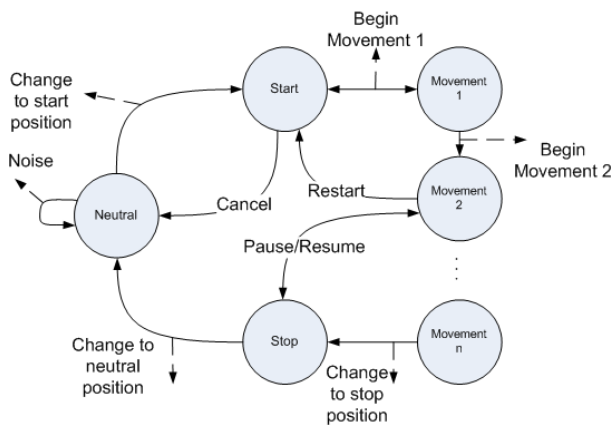 Begin
Movement 1
Change
to start
position
Start
Movement
1
Noise
Begin
Movement 2
Cancel
Restart
Movement
2
Neutral
Pause/Resume
. . . .
Change to
neutral
position
Stop
Change
to stop
position
Movement
n